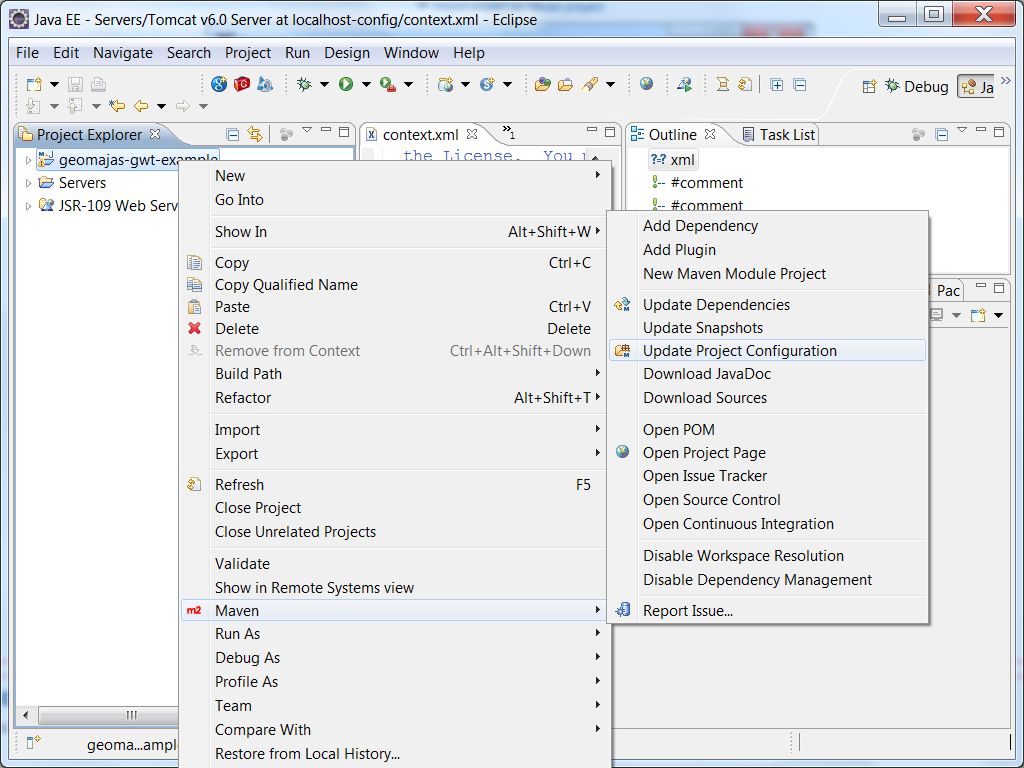 Java EE - Servers/Tomcat v6.0 Server at localhost-config/context.xml - Eclipse
File Edit Navigate Search Project Run Design Window Help
Debug Ja
Project Explorer
geomajas-gwt-example
Servers
JSR-109 Web Serv
context.xml
1
the License. You
Outline Task List
xml
#comment
#comment
Pac
New
Go Into
Show In Alt+Shift+W
Copy Ctrl+C
Copy Qualified Name
Paste Ctrl+V
Delete Delete
Remove from Context Ctrl+Alt+Shift+Down
Build Path
Refactor Alt+Shift+T
Import
Export
Refresh F5
Close Project
Close Unrelated Projects
Validate
Show in Remote Systems view
m2 Maven
Run As
Debug As
Profile As
Team
Compare With
Restore from Local History...
Add Dependency
Add Plugin
New Maven Module Project
Update Dependencies
Update Snapshots
Update Project Configuration
Download JavaDoc
Download Sources
Open POM
Open Project Page
Open Issue Tracker
Open Source Control
Open Continuous Integration
Disable Workspace Resolution
Disable Dependency Management
Report Issue...
geoma...ampl